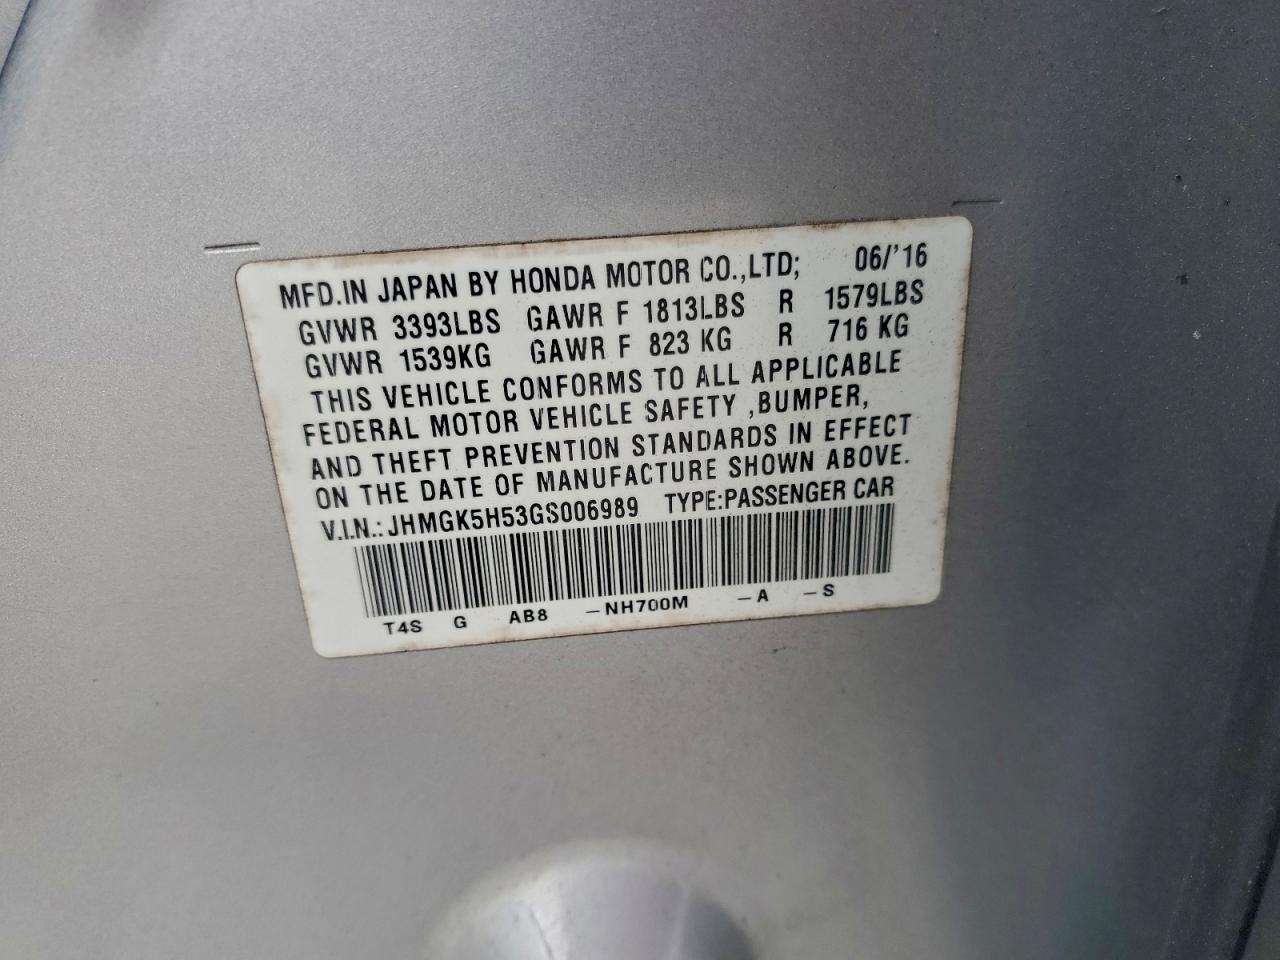 MFD.IN JAPAN BY HONDA MOTOR CO.,LTD; 06/'16
GVWR 3393LBS GAWR F 1813LBS R 1579LBS
GVWR 1539KG GAWR F 823 KG R 716 KG
THIS VEHICLE CONFORMS TO ALL APPLICABLE
FEDERAL MOTOR VEHICLE SAFETY ,BUMPER,
AND THEFT PREVENTION STANDARDS IN EFFECT
ON THE DATE OF MANUFACTURE SHOWN ABOVE.
V.I.N.: JHMGK5H53GS006989 TYPE:PASSENGER CAR
T4S G AB8 -NH700M -A -S